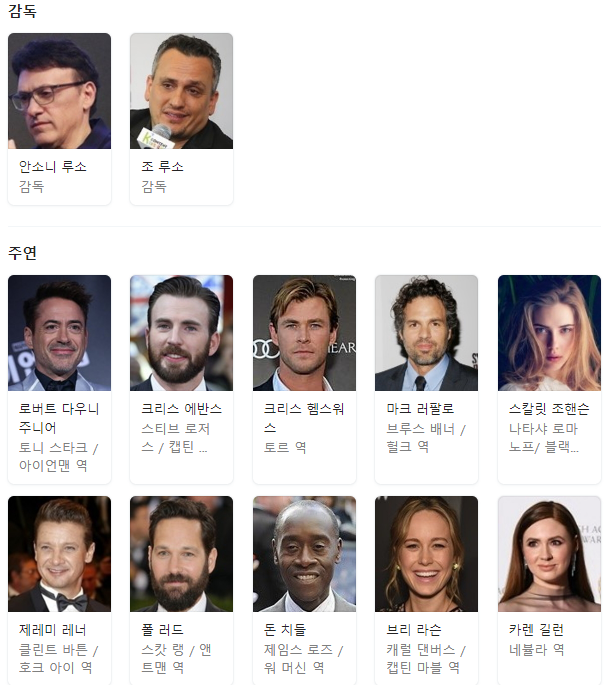 감독
안소니 루소
감독
조 루소
감독
주연
로버트 다우니
주니어
토니 스타크 /
아이언맨 역
크리스 에반스
스티브 로저
스 / 캡틴 ...
크리스 헴스워
스
토르 역
마크 러팔로
브루스 배너 /
헐크 역
스칼릿 조핸슨
나타샤 로마
노프/ 블랙...
제레미 레너
클린트 바튼 /
호크 아이 역
폴 러드
스캇 랭 / 앤
트맨 역
돈 치들
제임스 로즈 /
워 머신 역
브리 라슨
캐럴 댄버스 /
캡틴 마블 역
카렌 길런
네뷸라 역